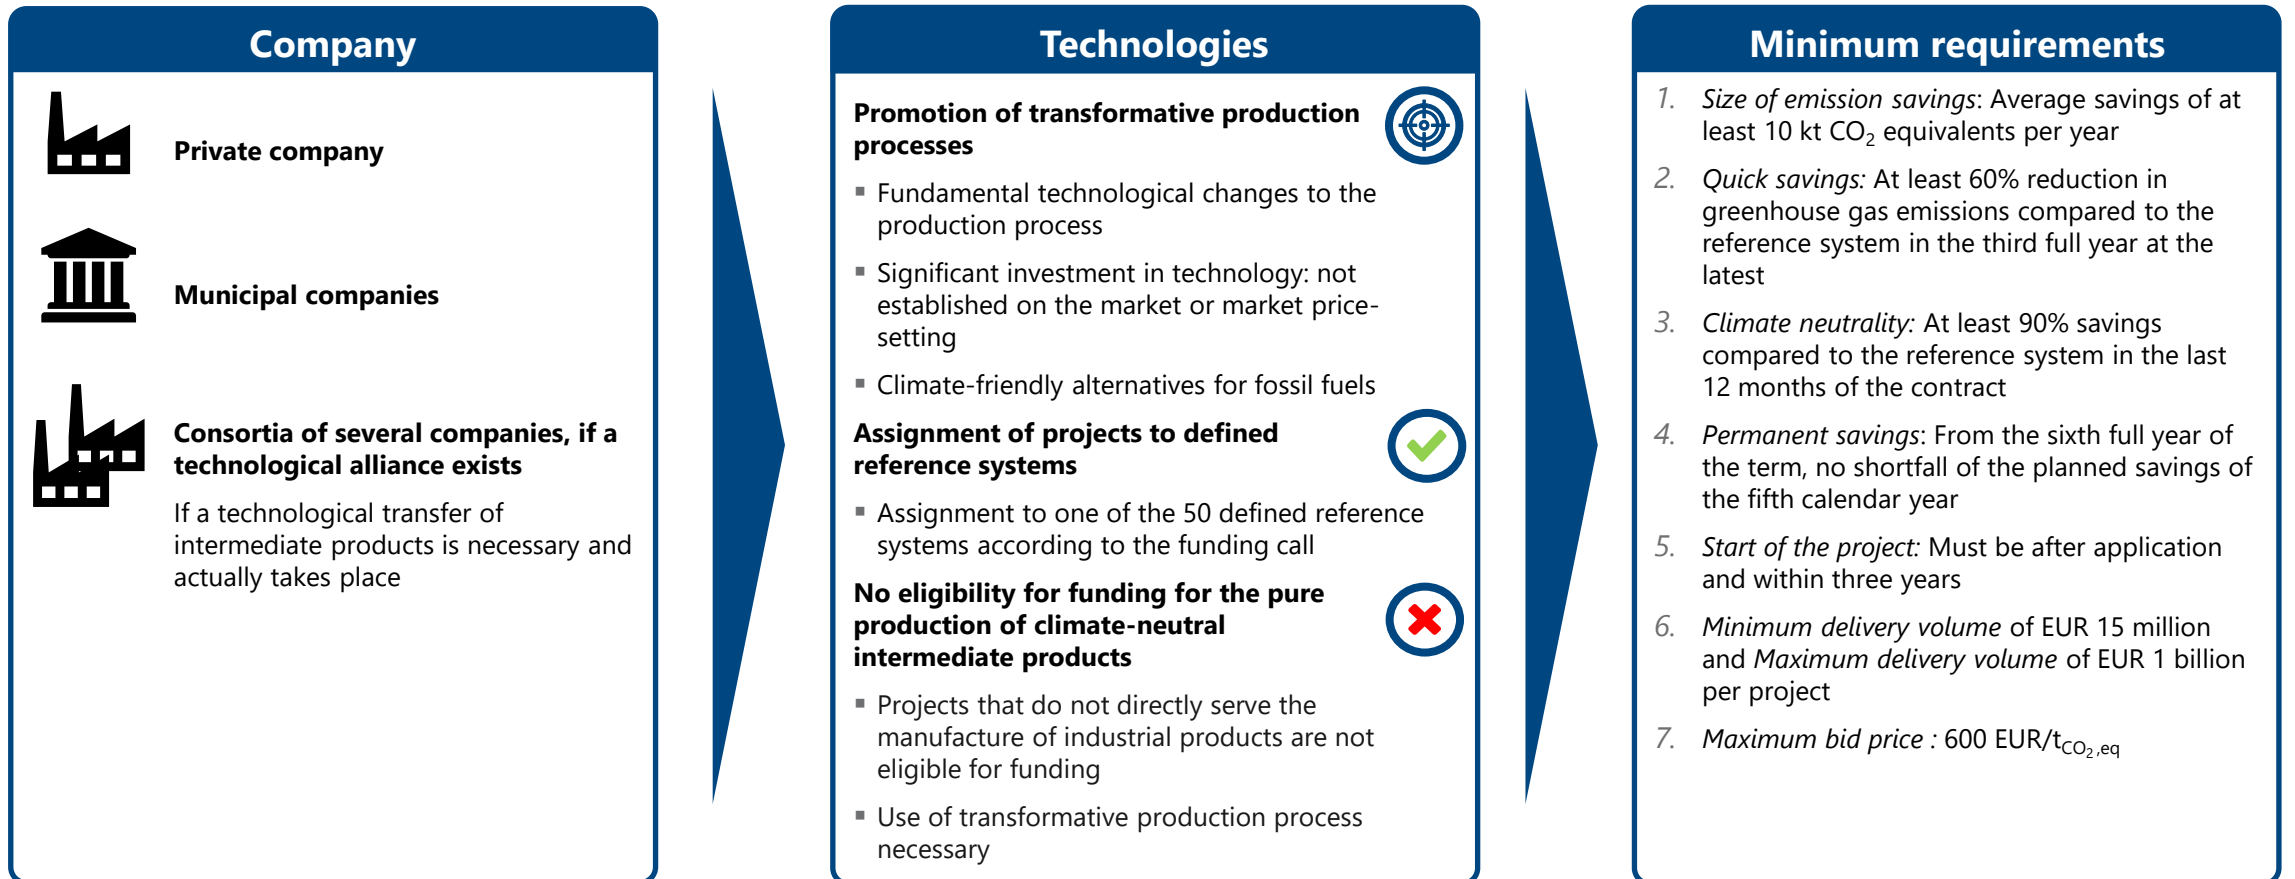 Company
Private company
Municipal companies
Consortia of several companies, if a
technological alliance exists
If a technological transfer of
intermediate products is necessary and
actually takes place
Technologies
Promotion of transformative production
processes
▪ Fundamental technological changes to the
production process
▪ Significant investment in technology: not
established on the market or market price-
setting
▪ Climate-friendly alternatives for fossil fuels
Assignment of projects to defined
reference systems
▪ Assignment to one of the 50 defined reference
systems according to the funding call
No eligibility for funding for the pure
production of climate-neutral
intermediate products
▪ Projects that do not directly serve the
manufacture of industrial products are not
eligible for funding
▪ Use of transformative production process
necessary
Minimum requirements
1. Size of emission savings: Average savings of at
least 10 kt CO₂ equivalents per year
2. Quick savings: At least 60% reduction in
greenhouse gas emissions compared to the
reference system in the third full year at the
latest
3. Climate neutrality: At least 90% savings
compared to the reference system in the last
12 months of the contract
4. Permanent savings: From the sixth full year of
the term, no shortfall of the planned savings of
the fifth calendar year
5. Start of the project: Must be after application
and within three years
6. Minimum delivery volume of EUR 15 million
and Maximum delivery volume of EUR 1 billion
per project
7. Maximum bid price : 600 EUR/tCO₂,eq